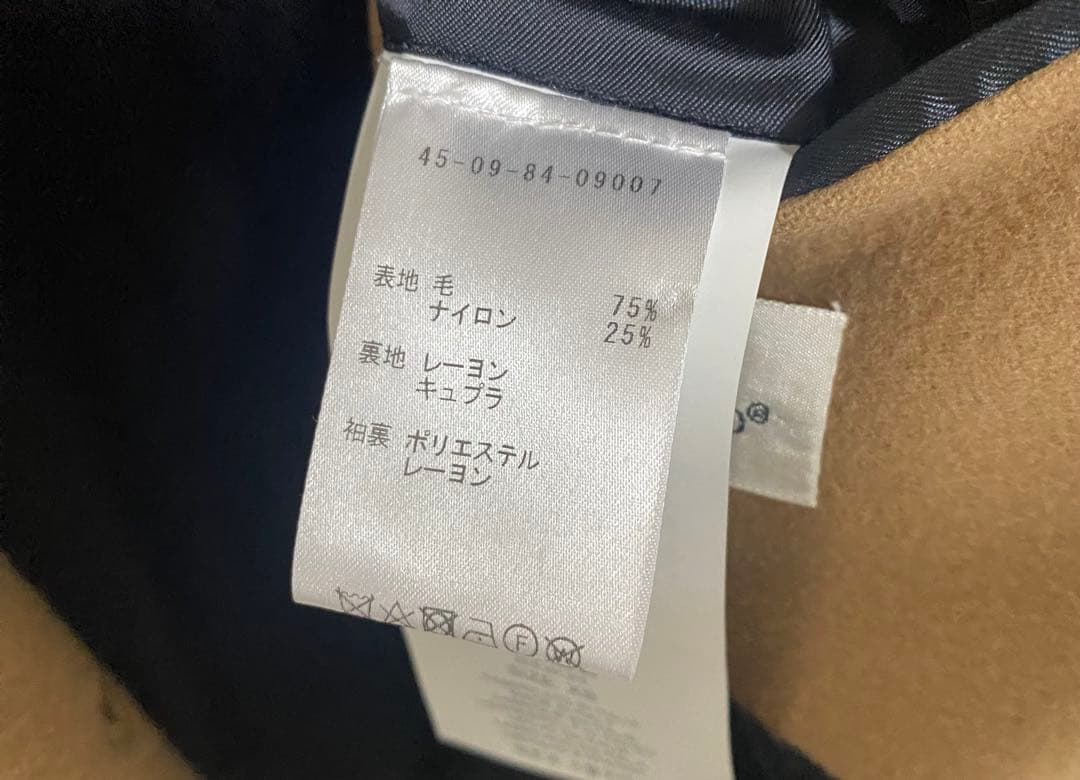 45-09-84-09007
表地 毛 75%
ナイロン 25%
裏地 レーヨン
キュプラ
袖裏 ポリエステル
レーヨン
F
W
®